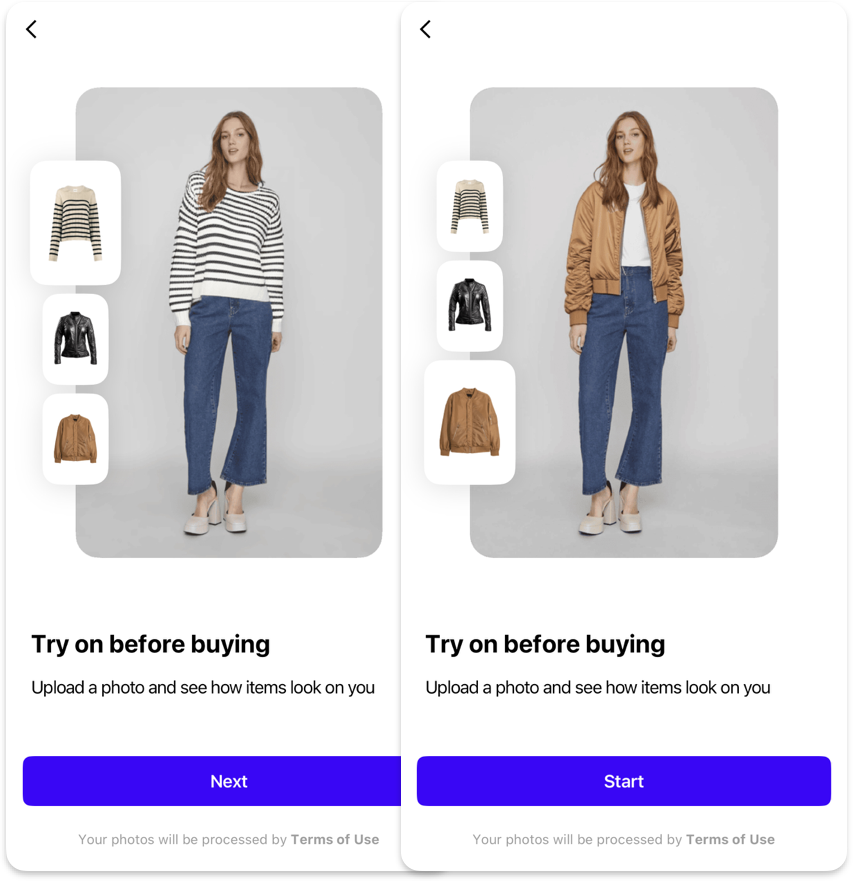 Try on before buying
Upload a photo and see how items look on you
Next
Your photos will be processed by Terms of Use
Try on before buying
Upload a photo and see how items look on you
Start
Your photos will be processed by Terms of Use